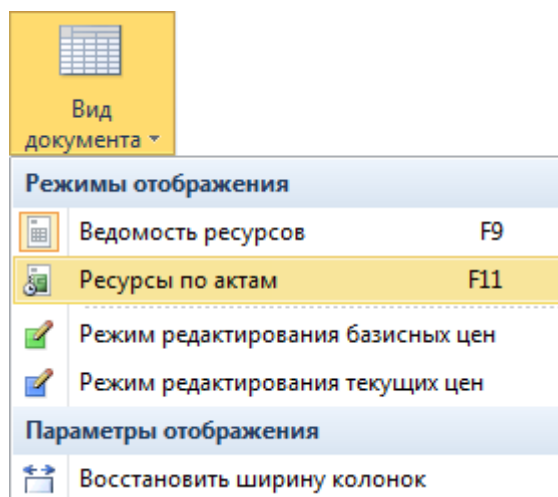 Вид
документа
Режимы отображения
Ведомость ресурсов F9
Ресурсы по актам F11
Режим редактирования базисных цен
Режим редактирования текущих цен
Параметры отображения
Восстановить ширину колонок